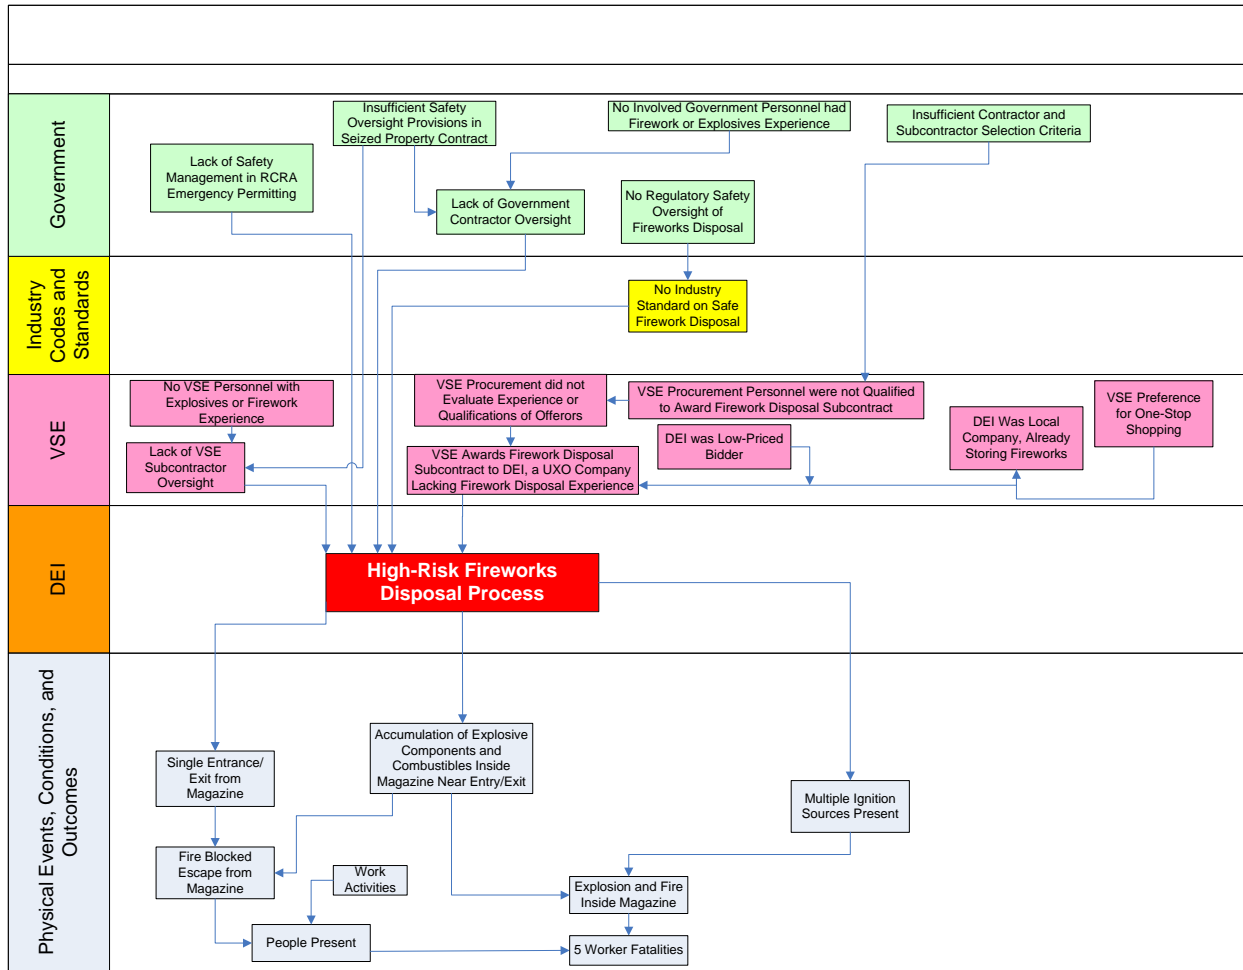 Government
Insufficient Safety
Oversight Provisions in
Seized Property Contract
No Involved Government Personnel had
Firework or Explosives Experience
Insufficient Contractor and
Subcontractor Selection Criteria
Lack of Safety
Management in RCRA
Emergency Permitting
Lack of Government
Contractor Oversight
No Regulatory Safety
Oversight of
Fireworks Disposal
Industry
Codes and
Standards
No Industry
Standard on Safe
Firework Disposal
VSE
No VSE Personnel with
Explosives or Firework
Experience
VSE Procurement did not
Evaluate Experience or
Qualifications of Offerors
VSE Procurement Personnel were not Qualified
to Award Firework Disposal Subcontract
VSE Preference
for One-Stop
Shopping
DEI Was Local
Company, Already
Storing Fireworks
DEI was Low-Priced
Bidder
Lack of VSE
Subcontractor
Oversight
VSE Awards Firework Disposal
Subcontract to DEI, a UXO Company
Lacking Firework Disposal Experience
DEI
High-Risk Fireworks
Disposal Process
Physical Events, Conditions, and
Outcomes
Accumulation of Explosive
Components and
Combustibles Inside
Magazine Near Entry/Exit
Single Entrance/
Exit from
Magazine
Multiple Ignition
Sources Present
Fire Blocked
Escape from
Magazine
Work
Activities
Explosion and Fire
Inside Magazine
People Present
5 Worker Fatalities